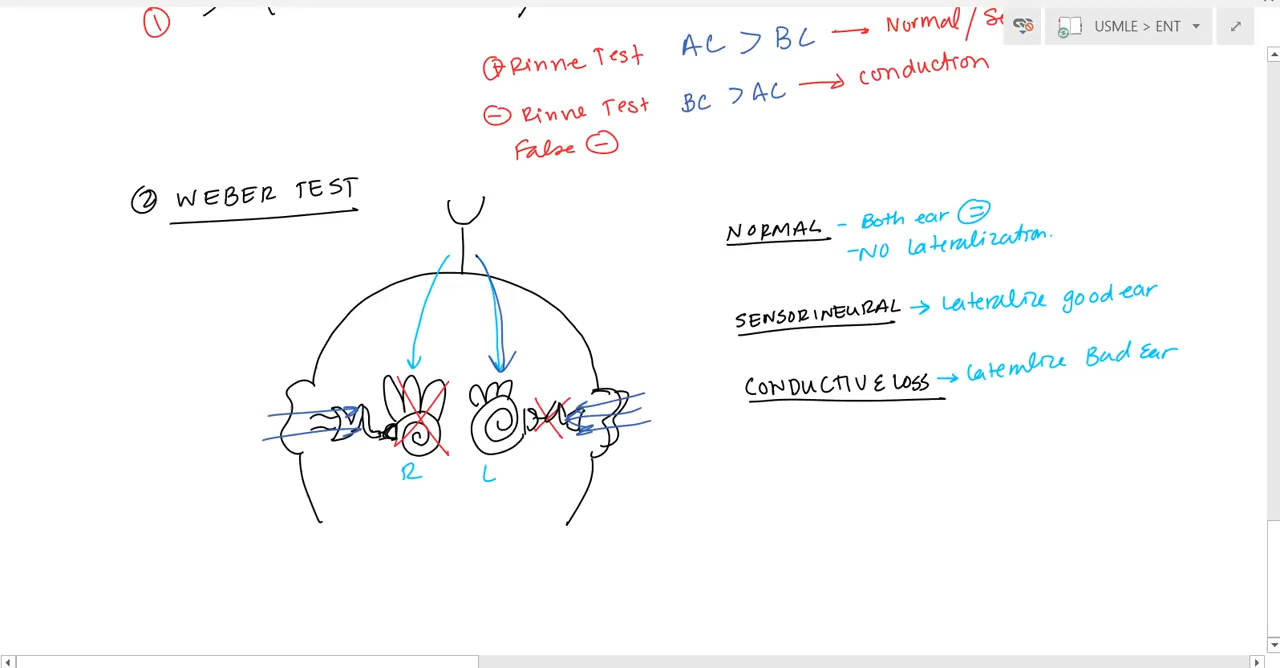 ①
USMLE > ENT
⊕ Rinne Test AC > BC → Normal/
⊖ Rinne Test BC > AC → conduction
False ⊖
② WEBER TEST
NORMAL - Both ear ⊜
- NO lateralization.
SENSORINEURAL → Lateralize good ear
CONDUCTIVE LOSS → Lateralize Bad Ear
R L